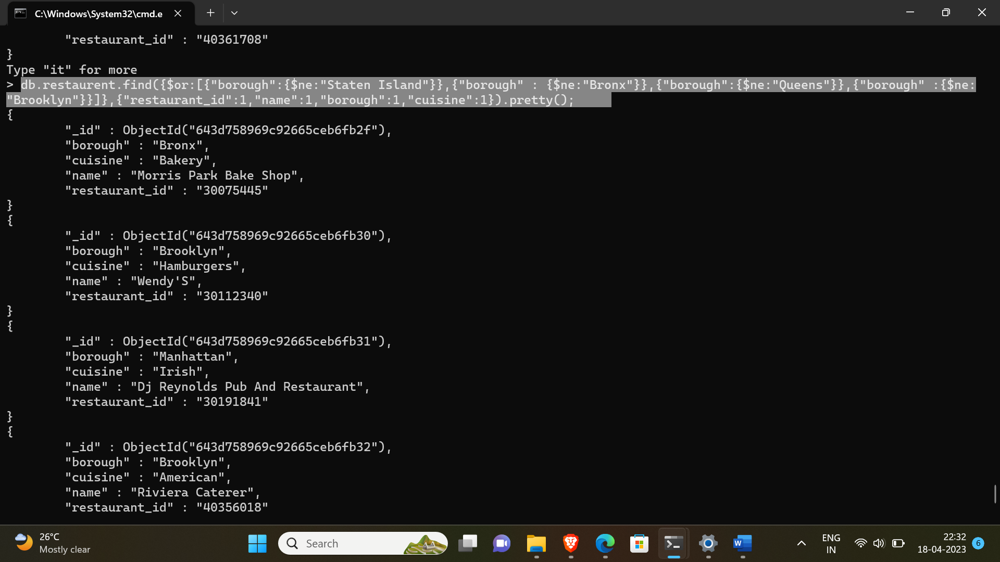 C:\Windows\System32\cmd.e
"restaurant_id" : "40361708"
}
Type "it" for more
> db.restaurent.find({$or:[{"borough":{$ne:"Staten Island"}},{"borough" : {$ne:"Bronx"}},{"borough":{$ne:"Queens"}},{"borough" :{$ne:
"Brooklyn"}}]},{"restaurant_id":1,"name":1,"borough":1,"cuisine":1}).pretty();
{
"_id" : ObjectId("643d758969c92665ceb6fb2f"),
"borough" : "Bronx",
"cuisine" : "Bakery",
"name" : "Morris Park Bake Shop",
"restaurant_id" : "30075445"
}
{
"_id" : ObjectId("643d758969c92665ceb6fb30"),
"borough" : "Brooklyn",
"cuisine" : "Hamburgers",
"name" : "Wendy'S",
"restaurant_id" : "30112340"
}
{
"_id" : ObjectId("643d758969c92665ceb6fb31"),
"borough" : "Manhattan",
"cuisine" : "Irish",
"name" : "Dj Reynolds Pub And Restaurant",
"restaurant_id" : "30191841"
}
{
"_id" : ObjectId("643d758969c92665ceb6fb32"),
"borough" : "Brooklyn",
"cuisine" : "American",
"name" : "Riviera Caterer",
"restaurant_id" : "40356018"
26°C
Mostly clear
Search
W
ENG
IN
22:32
18-04-2023
6